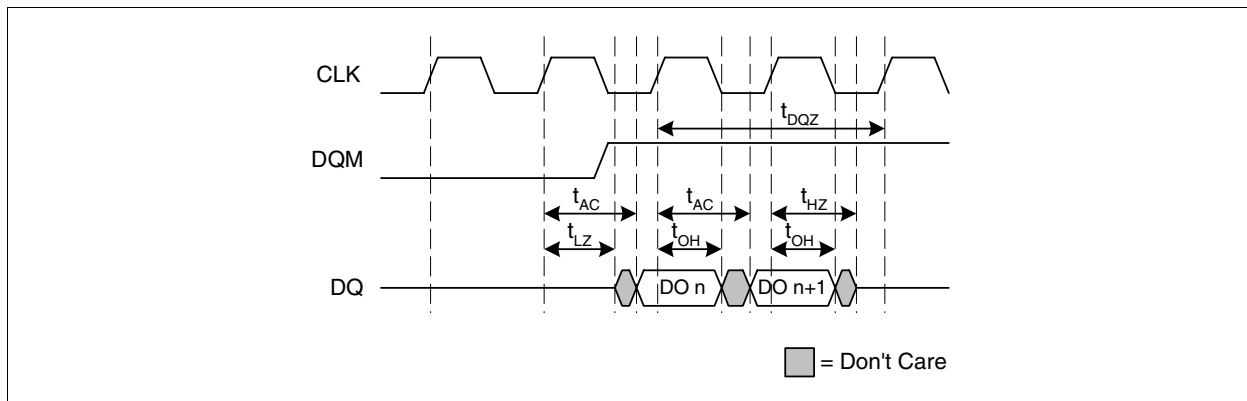 CLK
t_DQZ
DQM
t_AC t_AC t_HZ
t_LZ t_OH t_OH
DQ DO n DO n+1
= Don't Care